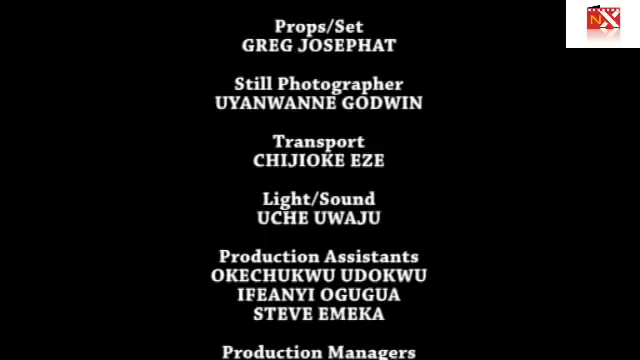 NX
Props/Set
GREG JOSEPHAT
Still Photographer
UYANWANNE GODWIN
Transport
CHIJIOKE EZE
Light/Sound
UCHE UWAJU
Production Assistants
OKECHUKWU UDOKWU
IFEANYI OGUGUA
STEVE EMEKA
Production Managers